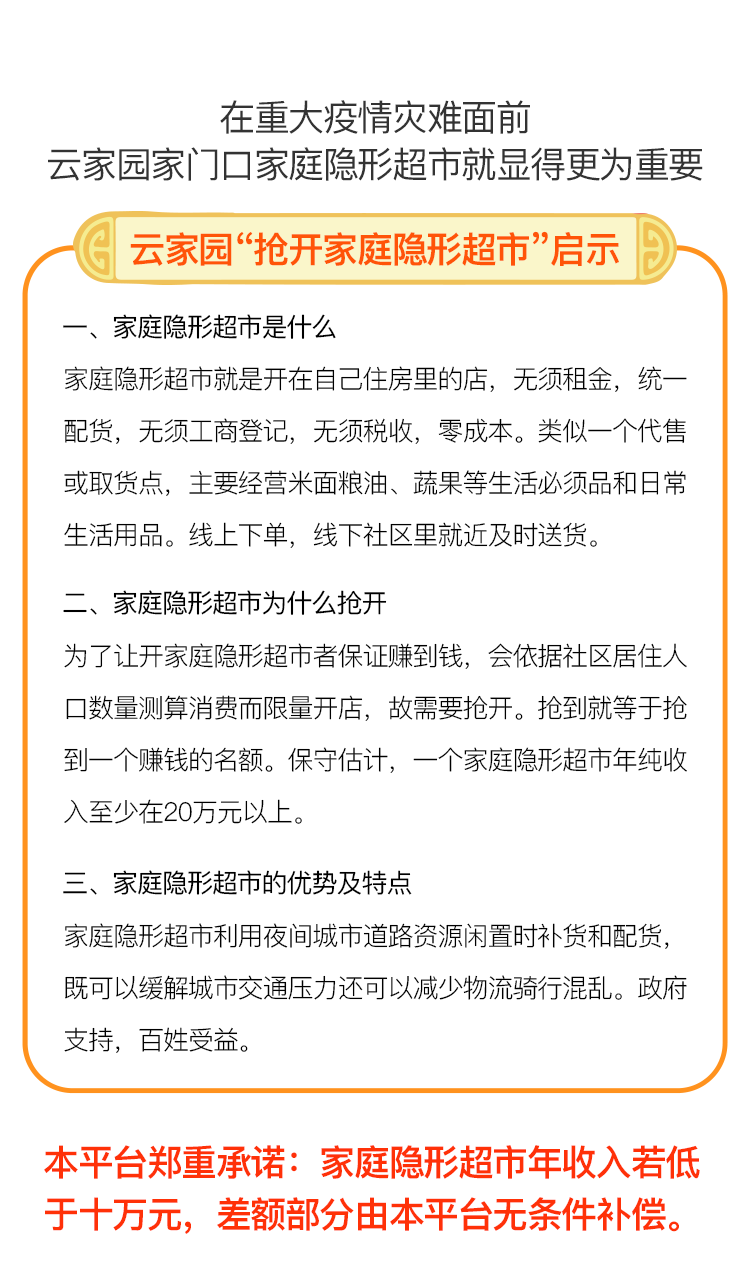 在重大疫情灾难面前
云家园家门口家庭隐形超市就显得更为重要
云家园“抢开家庭隐形超市”启示
一、家庭隐形超市是什么
家庭隐形超市就是开在自己住房里的店，无须租金，统一
配货，无须工商登记，无须税收，零成本。类似一个代售
或取货点，主要经营米面粮油、蔬果等生活必须品和日常
生活用品。线上下单，线下社区里就近及时送货。
二、家庭隐形超市为什么抢开
为了让开家庭隐形超市者保证赚到钱，会依据社区居住人
口数量测算消费而限量开店，故需要抢开。抢到就等于抢
到一个赚钱的名额。保守估计，一个家庭隐形超市年纯收
入至少在20万元以上。
三、家庭隐形超市的优势及特点
家庭隐形超市利用夜间城市道路资源闲置时补货和配货，
既可以缓解城市交通压力还可以减少物流骑行混乱。政府
支持，百姓受益。
本平台郑重承诺：家庭隐形超市年收入若低
于十万元，差额部分由本平台无条件补偿。